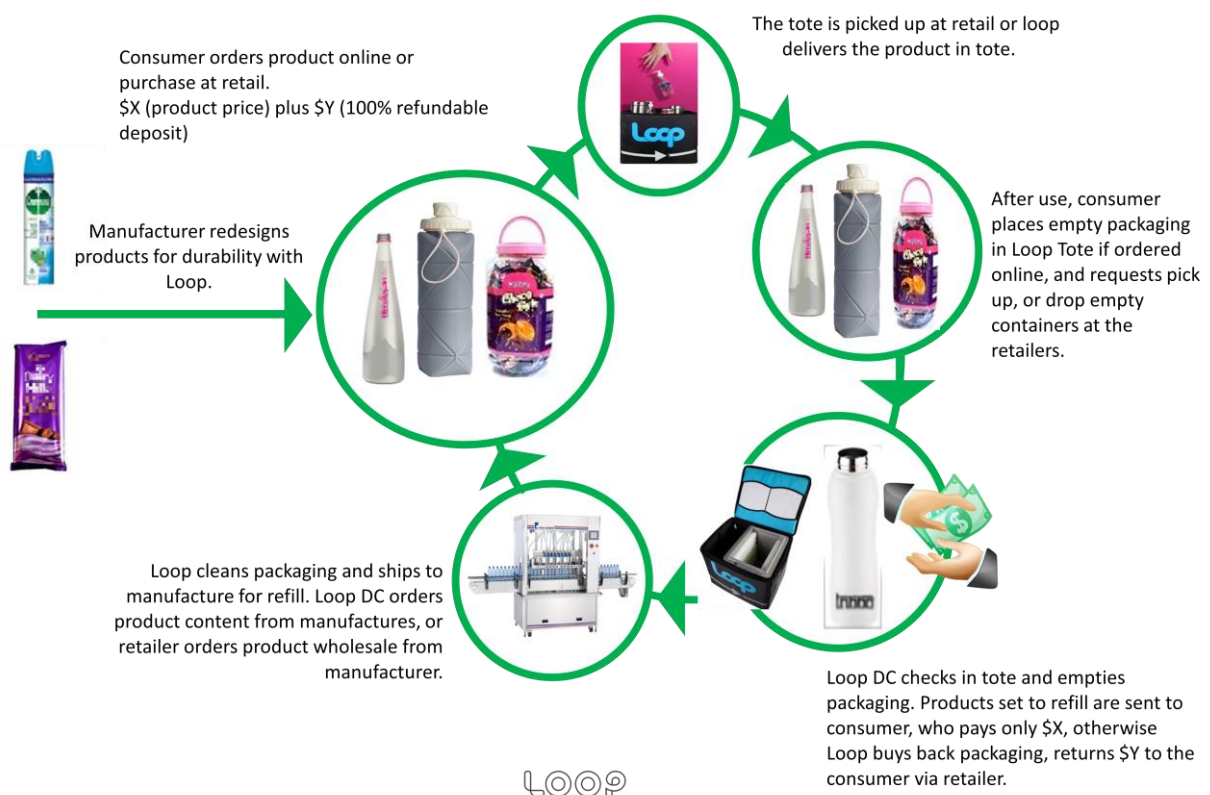 The tote is picked up at retail or loop
delivers the product in tote.
Consumer orders product online or
purchase at retail.
$X (product price) plus $Y (100% refundable
deposit)
Loop
Manufacturer redesigns
products for durability with
Loop.
After use, consumer
places empty packaging
in Loop Tote if ordered
online, and requests pick
up, or drop empty
containers at the
retailers.
Loop
Loop cleans packaging and ships to
manufacture for refill. Loop DC orders
product content from manufactures, or
retailer orders product wholesale from
manufacturer.
Loop DC checks in tote and empties
packaging. Products set to refill are sent to
consumer, who pays only $X, otherwise
Loop buys back packaging, returns $Y to the
consumer via retailer.
LOOP